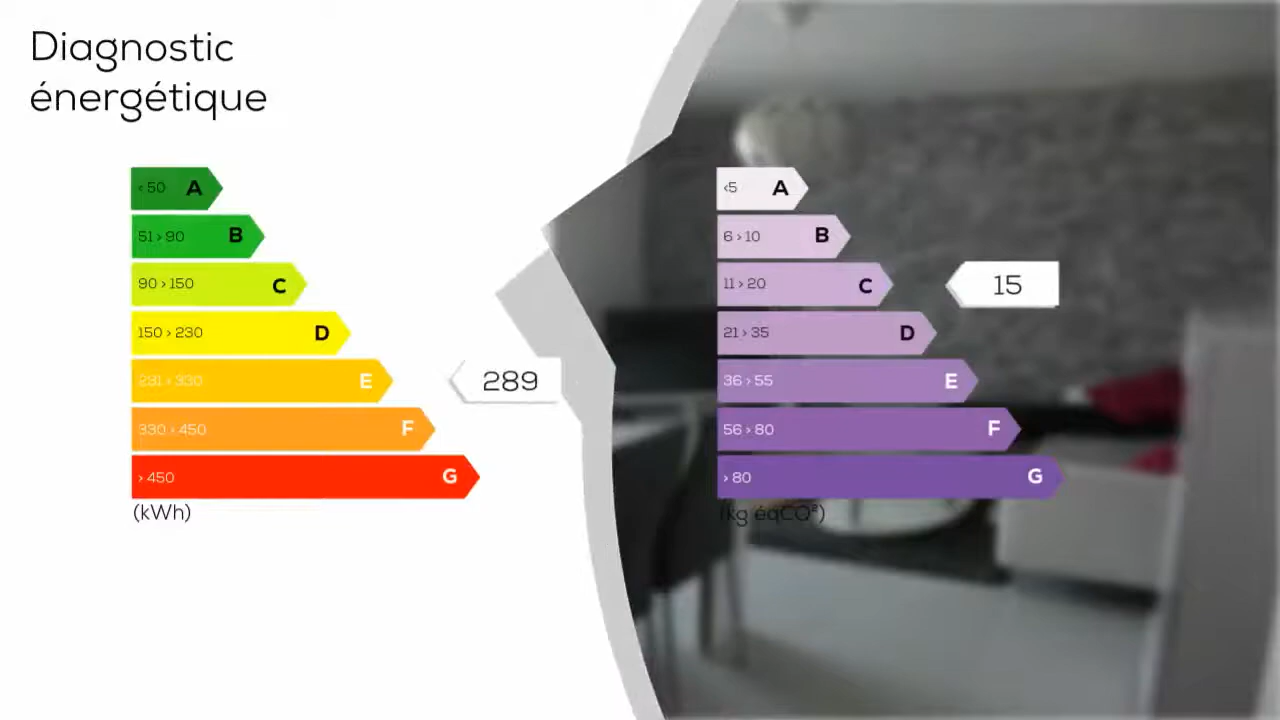 Diagnostic
énergétique
< 50 A
51 > 90 B
90 > 150 C
150 > 230 D
231 > 330 E
289
330 > 450 F
> 450 G
(kWh)
<5 A
6 > 10 B
11 > 20 C
15
21 > 35 D
36 > 55 E
56 > 80 F
> 80 G
(kg éqCO²)